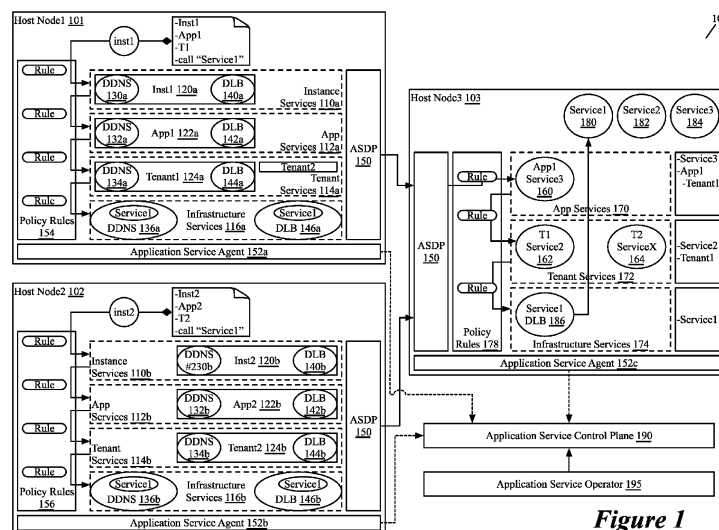 10
Host Node1 101
inst1
-Inst1
-App1
-T1
-call "Service1"
Rule
Rule
Rule
Rule
Policy Rules
154
DDNS
130a
Inst1 120a
DLB
140a
Instance
Services 110a
DDNS
132a
App1 122a
DLB
142a
App
Services 112a
DDNS
134a
Tenant1 124a
DLB
144a
Tenant2
Tenant
Services 114a
Service1
DDNS 136a
Infrastructure
Services 116a
Service1
DLB 146a
ASDP
150
Application Service Agent 152a
Host Node2 102
inst2
-Inst2
-App2
-T2
-call "Service1"
Rule
Rule
Rule
Rule
Policy Rules
156
Instance
Services 110b
DDNS
#230b
Inst2 120b
DLB
140b
App
Services 112b
DDNS
132b
App2 122b
DLB
142b
Tenant
Services 114b
DDNS
134b
Tenant2 124b
DLB
144b
Service1
DDNS 136b
Infrastructure
Services 116b
Service1
DLB 146b
ASDP
150
Application Service Agent 152b
Host Node3 103
Service1
180
Service2
182
Service3
184
ASDP
150
Rule
Rule
Rule
Policy
Rules 178
App1
Service3
160
App Services 170
-Service3
-App1
-Tenant1
T1
Service2
162
T2
ServiceX
164
Tenant Services 172
-Service2
-Tenant1
Service1
DLB 186
Infrastructure Services 174
-Service1
Application Service Agent 152c
Application Service Control Plane 190
Application Service Operator 195
Figure 1